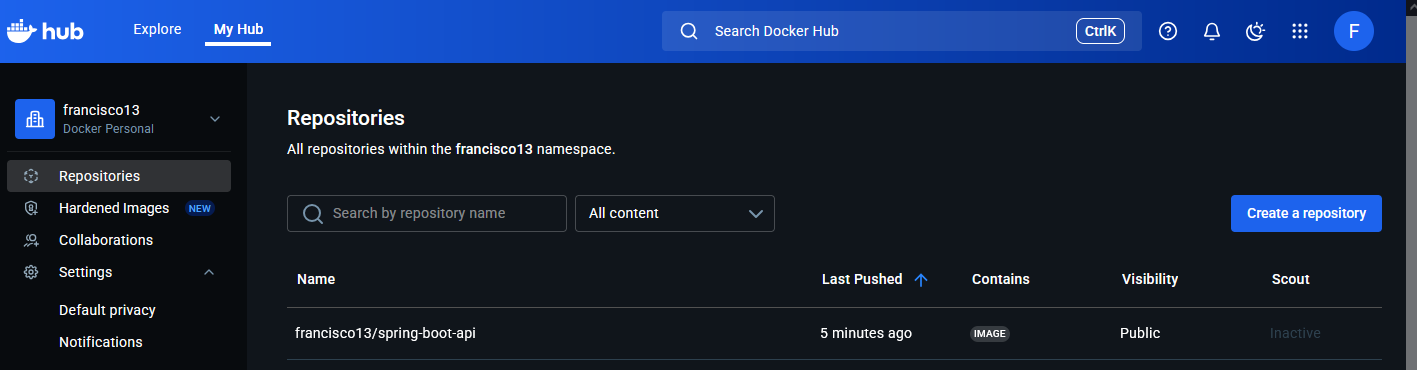 hub
Explore
My Hub
Search Docker Hub
CtrlK
F
francisco13
Docker Personal
Repositories
Hardened Images NEW
Collaborations
Settings
Default privacy
Notifications
Repositories
All repositories within the francisco13 namespace.
Search by repository name
All content
Create a repository
Name Last Pushed Contains Visibility Scout
francisco13/spring-boot-api 5 minutes ago IMAGE Public Inactive